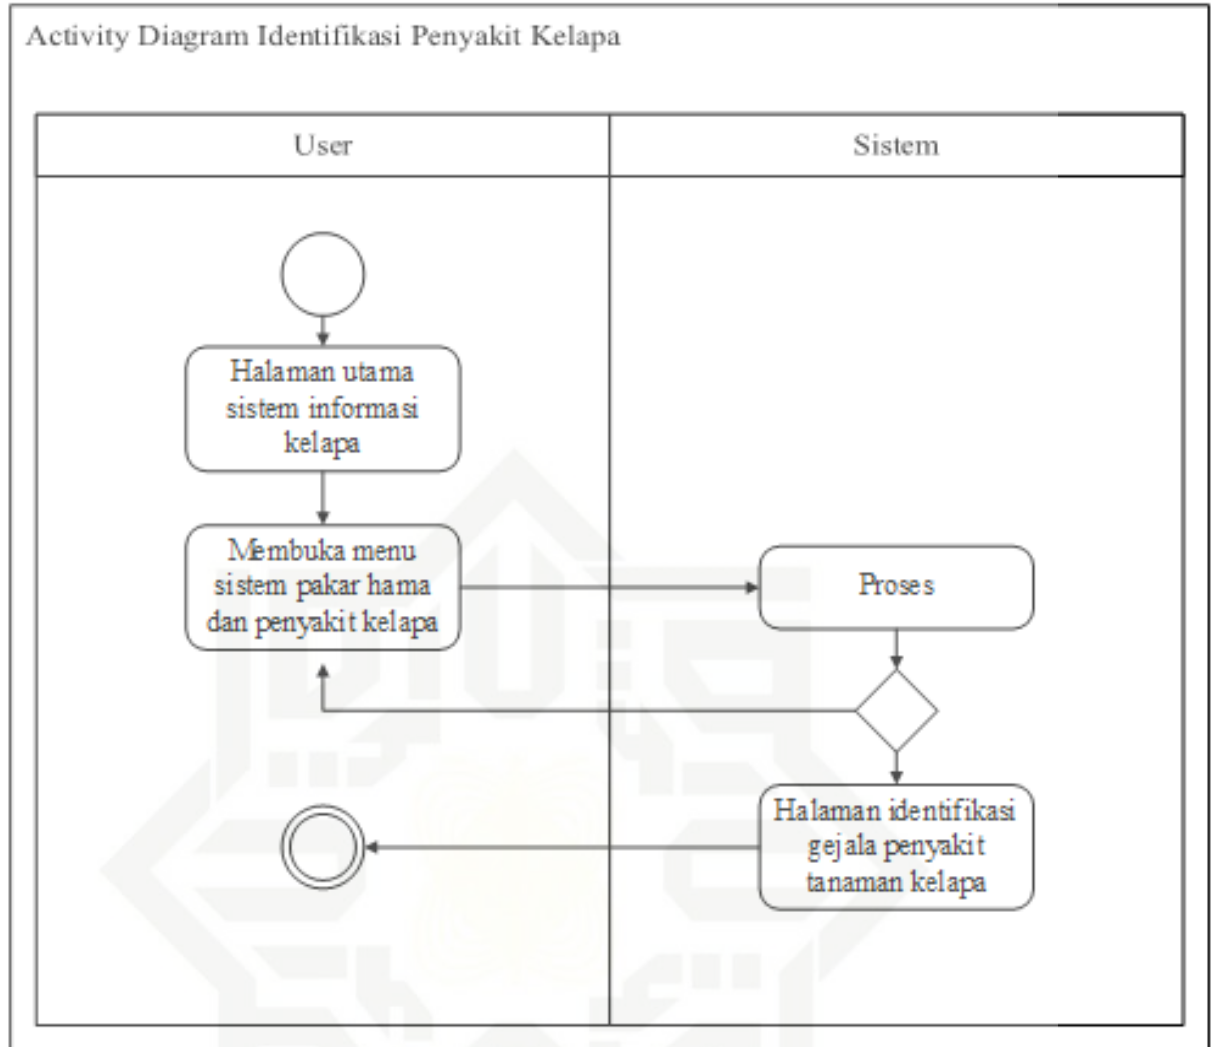 Activity Diagram Identifikasi Penyakit Kelapa
User
Sistem
Halaman utama
sistem informasi
kelapa
Membuka menu
sistem pakar hama
dan penyakit kelapa
Proses
Halaman identifikasi
gejala penyakit
tanaman kelapa